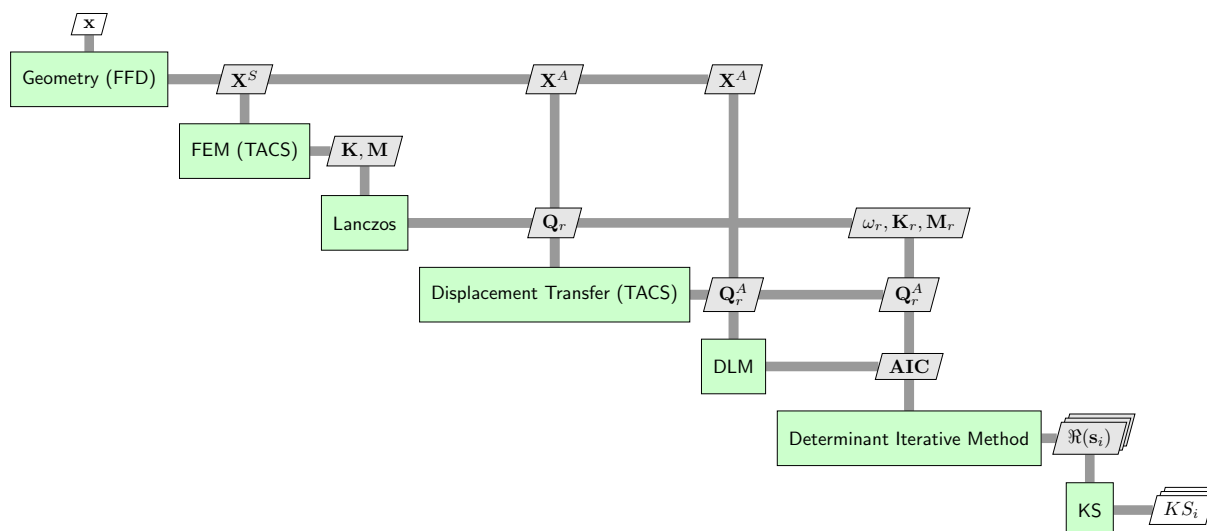 x
Geometry (FFD)
X^S
X^A
X^A
FEM (TACS)
K, M
Lanczos
Q_r
ω_r, K_r, M_r
Displacement Transfer (TACS)
Q_r^A
Q_r^A
DLM
AIC
Determinant Iterative Method
ℜ(s_i)
KS
KS_i